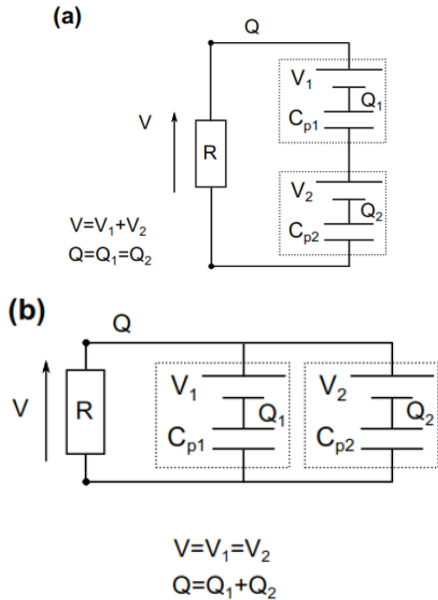 (a)
Q
V₁
Q₁
Cₚ₁
V
R
V₂
Q₂
Cₚ₂
V=V₁+V₂
Q=Q₁=Q₂
(b)
Q
V
R
V₁
Q₁
Cₚ₁
V₂
Q₂
Cₚ₂
V=V₁=V₂
Q=Q₁+Q₂